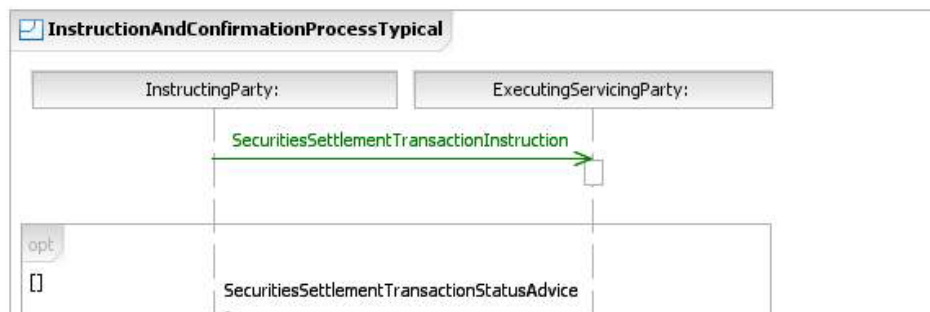 InstructionAndConfirmationProcessTypical
InstructingParty: ExecutingServicingParty:
SecuritiesSettlementTransactionInstruction
opt
[]
SecuritiesSettlementTransactionStatusAdvice